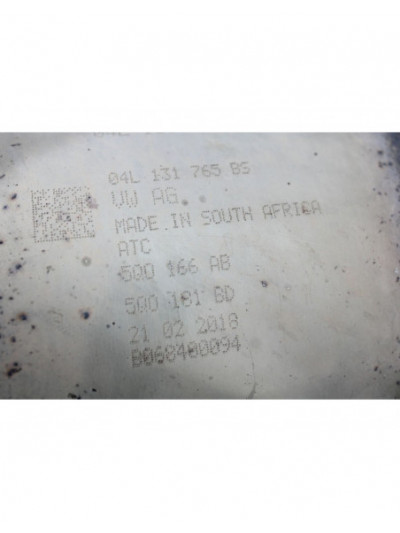 04L 131 765 BS
VW AG.
MADE IN SOUTH AFRICA
ATC
5Q0 166 AB
5Q0 181 BD
21 02 2018
B068400094